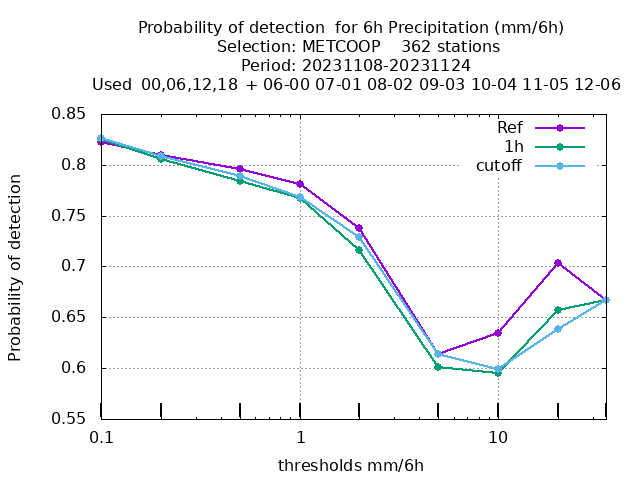 Probability of detection  for 6h Precipitation (mm/6h)
Selection: METCOOP    362 stations
Period: 20231108-20231124
Used  00,06,12,18  + 06-00 07-01 08-02 09-03 10-04 11-05 12-06
0.85
0.8
0.75
0.7
0.65
0.6
0.55
Probability of detection
Ref
1h
cutoff
0.1
1
10
thresholds mm/6h